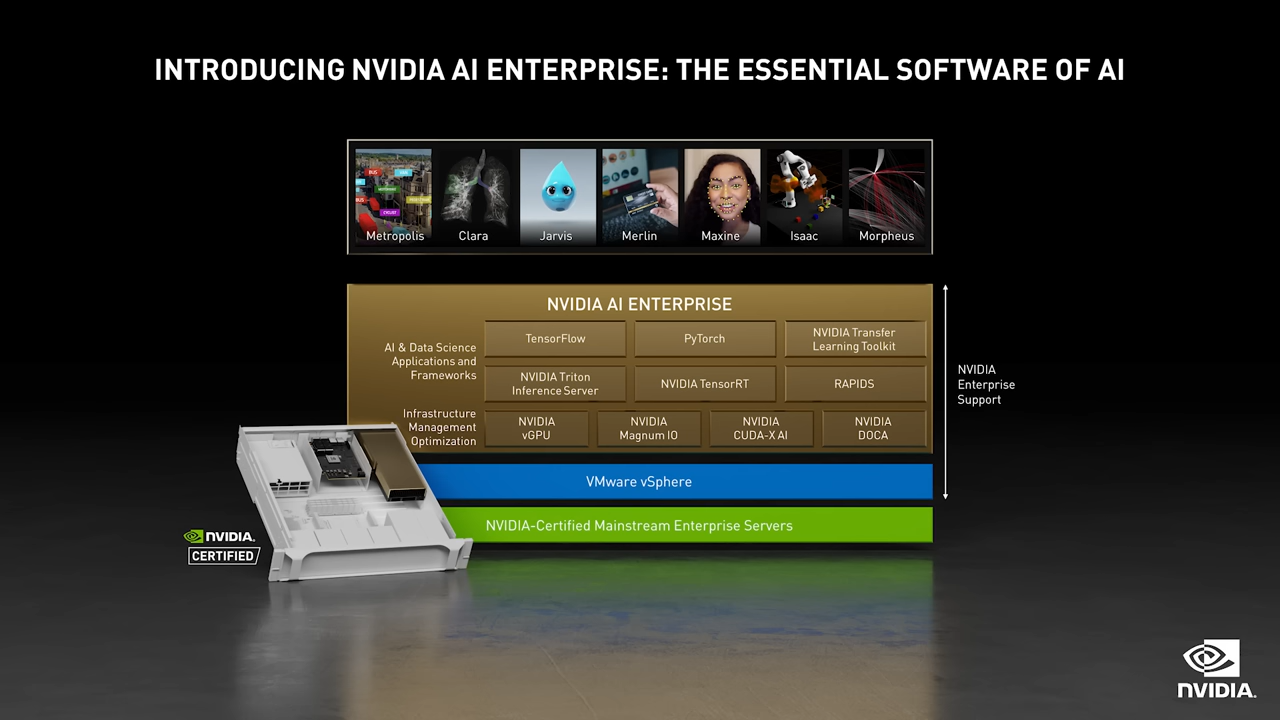 INTRODUCING NVIDIA AI ENTERPRISE: THE ESSENTIAL SOFTWARE OF AI
BUS
Metropolis
Clara
Jarvis
Merlin
Maxine
Isaac
Morpheus
NVIDIA AI ENTERPRISE
AI & Data Science
Applications and
Frameworks
TensorFlow
PyTorch
NVIDIA Transfer
Learning Toolkit
NVIDIA Triton
Inference Server
NVIDIA TensorRT
RAPIDS
Infrastructure
Management
Optimization
NVIDIA
vGPU
NVIDIA
Magnum IO
NVIDIA
CUDA-X AI
NVIDIA
DOCA
NVIDIA
Enterprise
Support
VMware vSphere
NVIDIA-Certified Mainstream Enterprise Servers
NVIDIA.
CERTIFIED
NVIDIA.